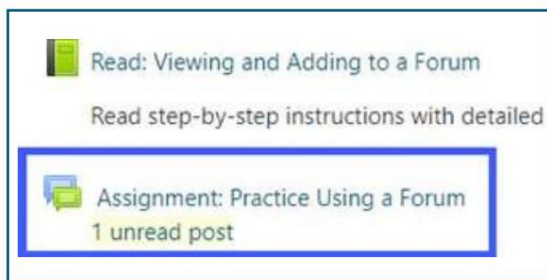 Read: Viewing and Adding to a Forum
Read step-by-step instructions with detailed
Assignment: Practice Using a Forum
1 unread post